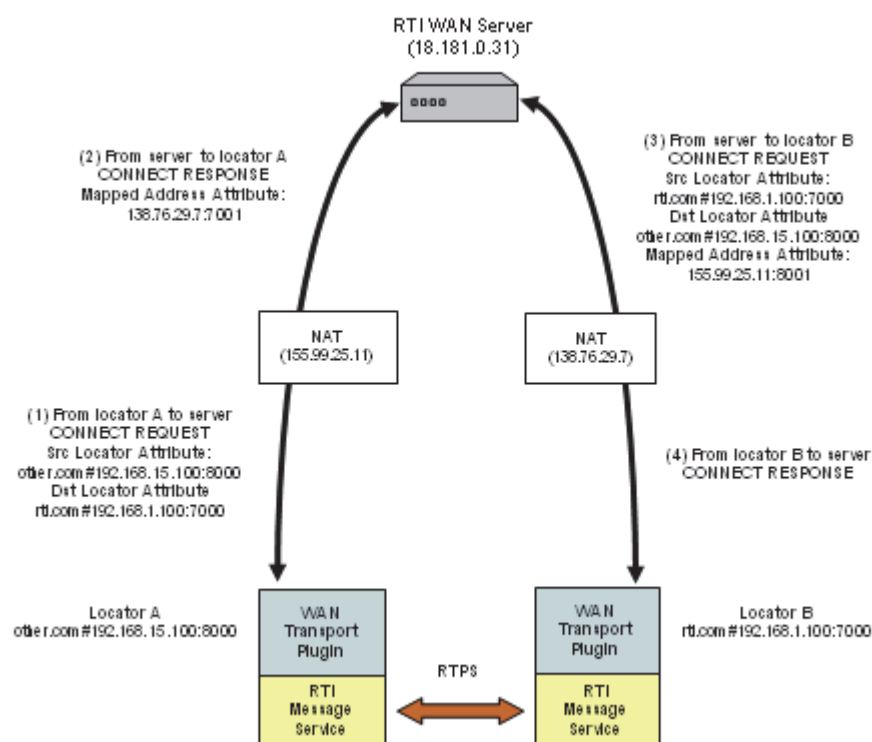 RTI WAN Server
(18.181.0.31)
(2) From server to locator A
CONNECT RESPONSE
Mapped Address Attribute:
138.76.29.7:7001
(3) From server to locator B
CONNECT REQUEST
Src Locator Attribute:
rti.com#192.168.1.100:7000
Dst Locator Attribute
other.com#192.168.15.100:8000
Mapped Address Attribute:
155.99.25.11:8001
NAT
(155.99.25.11)
NAT
(138.76.29.7)
(1) From locator A to server
CONNECT REQUEST
Src Locator Attribute:
other.com#192.168.15.100:8000
Dst Locator Attribute
rti.com#192.168.1.100:7000
(4) From locator B to server
CONNECT RESPONSE
Locator A
other.com#192.168.15.100:8000
WAN
Transport
Plugin
WAN
Transport
Plugin
Locator B
rti.com#192.168.1.100:7000
RTPS
RTI
Message
Service
RTI
Message
Service